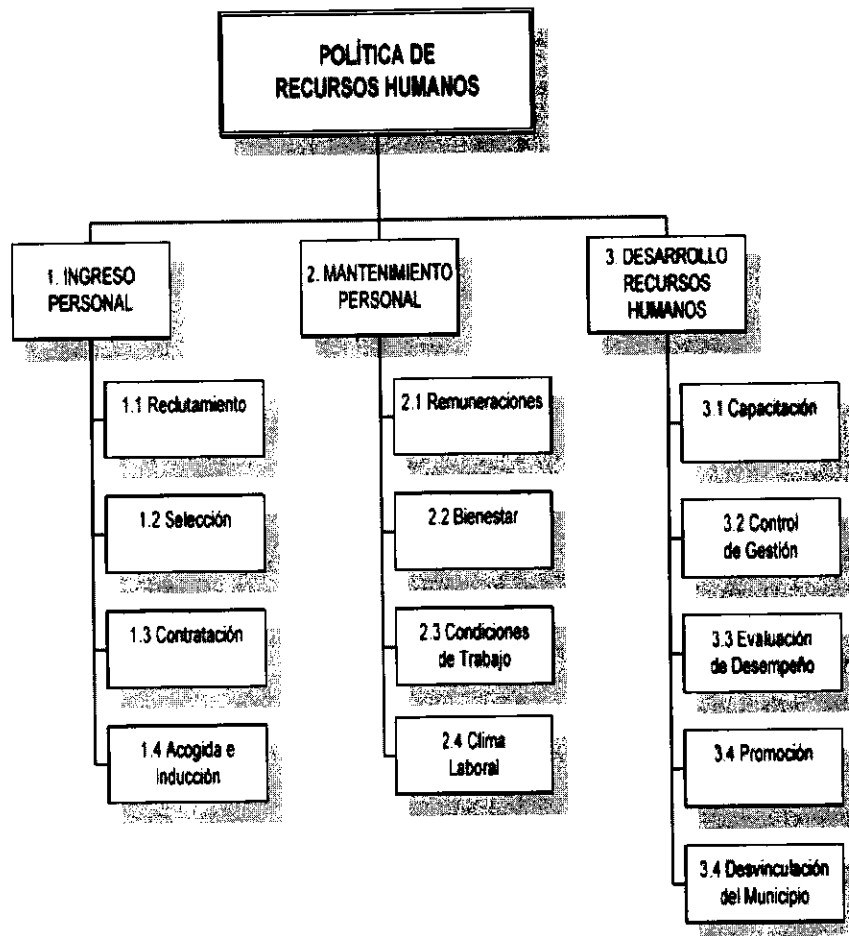 POLÍTICA DE
RECURSOS HUMANOS
1. INGRESO
PERSONAL
1.1 Reclutamiento
1.2 Selección
1.3 Contratación
1.4 Acogida e
Inducción
2. MANTENIMIENTO
PERSONAL
2.1 Remuneraciones
2.2 Bienestar
2.3 Condiciones
de Trabajo
2.4 Clima
Laboral
3. DESARROLLO
RECURSOS
HUMANOS
3.1 Capacitación
3.2 Control
de Gestión
3.3 Evaluación
de Desempeño
3.4 Promoción
3.4 Desvinculación
del Municipio